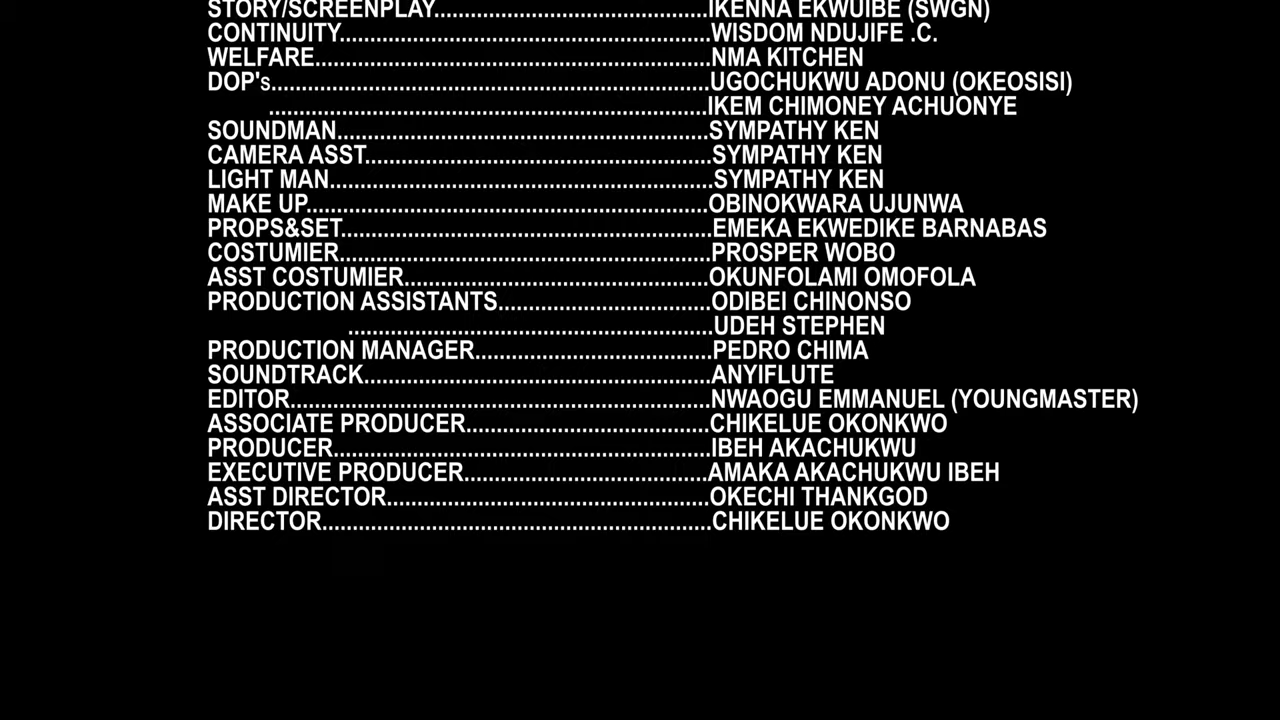 STORY/SCREENPLAY.................................................IKENNA EKWUIBE (SWGN)
CONTINUITY...................................................................WISDOM NDUJIFE .C.
WELFARE.......................................................................NMA KITCHEN
DOP's..............................................................................UGOCHUKWU ADONU (OKEOSISI)
..............................................................................IKEM CHIMONEY ACHUONYE
SOUNDMAN...................................................................SYMPATHY KEN
CAMERA ASST..............................................................SYMPATHY KEN
LIGHT MAN.....................................................................SYMPATHY KEN
MAKE UP........................................................................OBINOKWARA UJUNWA
PROPS&SET..................................................................EMEKA EKWEDIKE BARNABAS
COSTUMIER...................................................................PROSPER WOBO
ASST COSTUMIER.......................................................OKUNFOLAMI OMOFOLA
PRODUCTION ASSISTANTS......................................ODIBEI CHINONSO
.................................................................UDEH STEPHEN
PRODUCTION MANAGER..........................................PEDRO CHIMA
SOUNDTRACK...............................................................ANYIFLUTE
EDITOR............................................................................NWAOGU EMMANUEL (YOUNGMASTER)
ASSOCIATE PRODUCER...........................................CHIKELUE OKONKWO
PRODUCER....................................................................IBEH AKACHUKWU
EXECUTIVE PRODUCER............................................AMAKA AKACHUKWU IBEH
ASST DIRECTOR..........................................................OKECHI THANKGOD
DIRECTOR......................................................................CHIKELUE OKONKWO